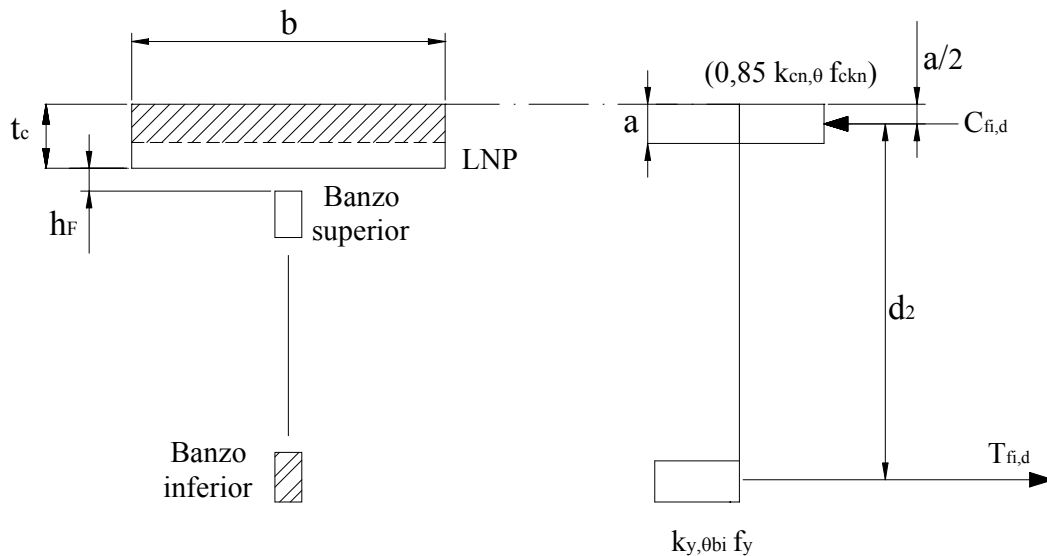 b
(0,85 kcn,θ fckn)
a/2
tc
a
Cfi,d
LNP
hF
Banzo
superior
d2
Banzo
inferior
Tfi,d
ky,θbi fy